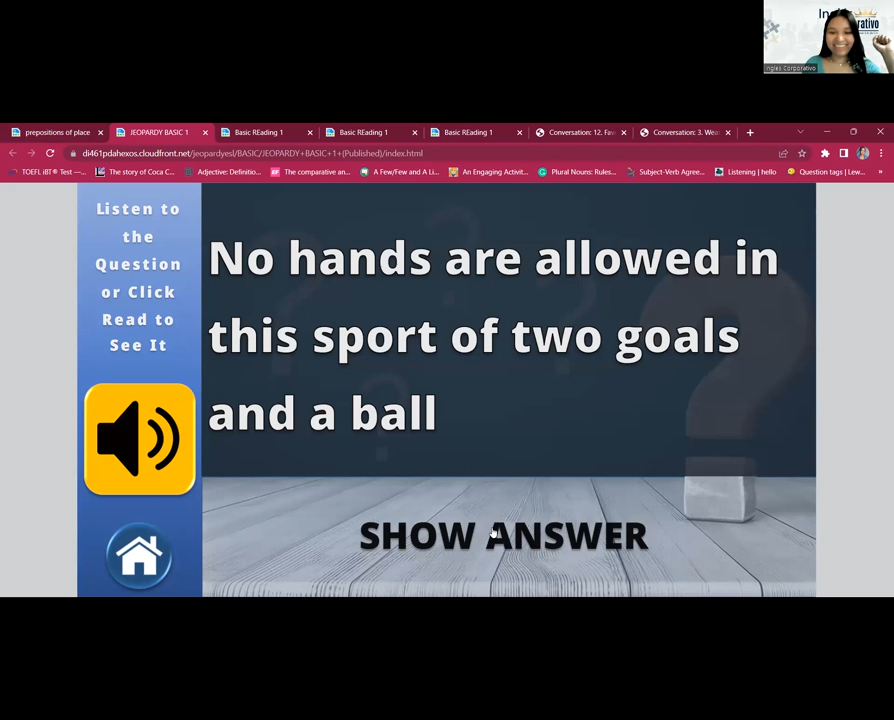 Inglés Corporativo
prepositions of place
JEOPARDY BASIC 1
Basic REading 1
Basic REading 1
Basic REading 1
Conversation: 12. Fav
Conversation: 3. Wea
di461pdahexos.cloudfront.net/jeopardyesl/BASIC/JEOPARDY+BASIC+1+(Published)/index.html
TOEFL iBT® Test —...
The story of Coca C...
Adjective: Definitio...
The comparative an...
A Few/Few and A Li...
An Engaging Activit...
Plural Nouns: Rules...
Subject-Verb Agree...
Listening | hello
Question tags | Lew...
Listen to
the
Question
or Click
Read to
See It
No hands are allowed in
this sport of two goals
and a ball
SHOW ANSWER